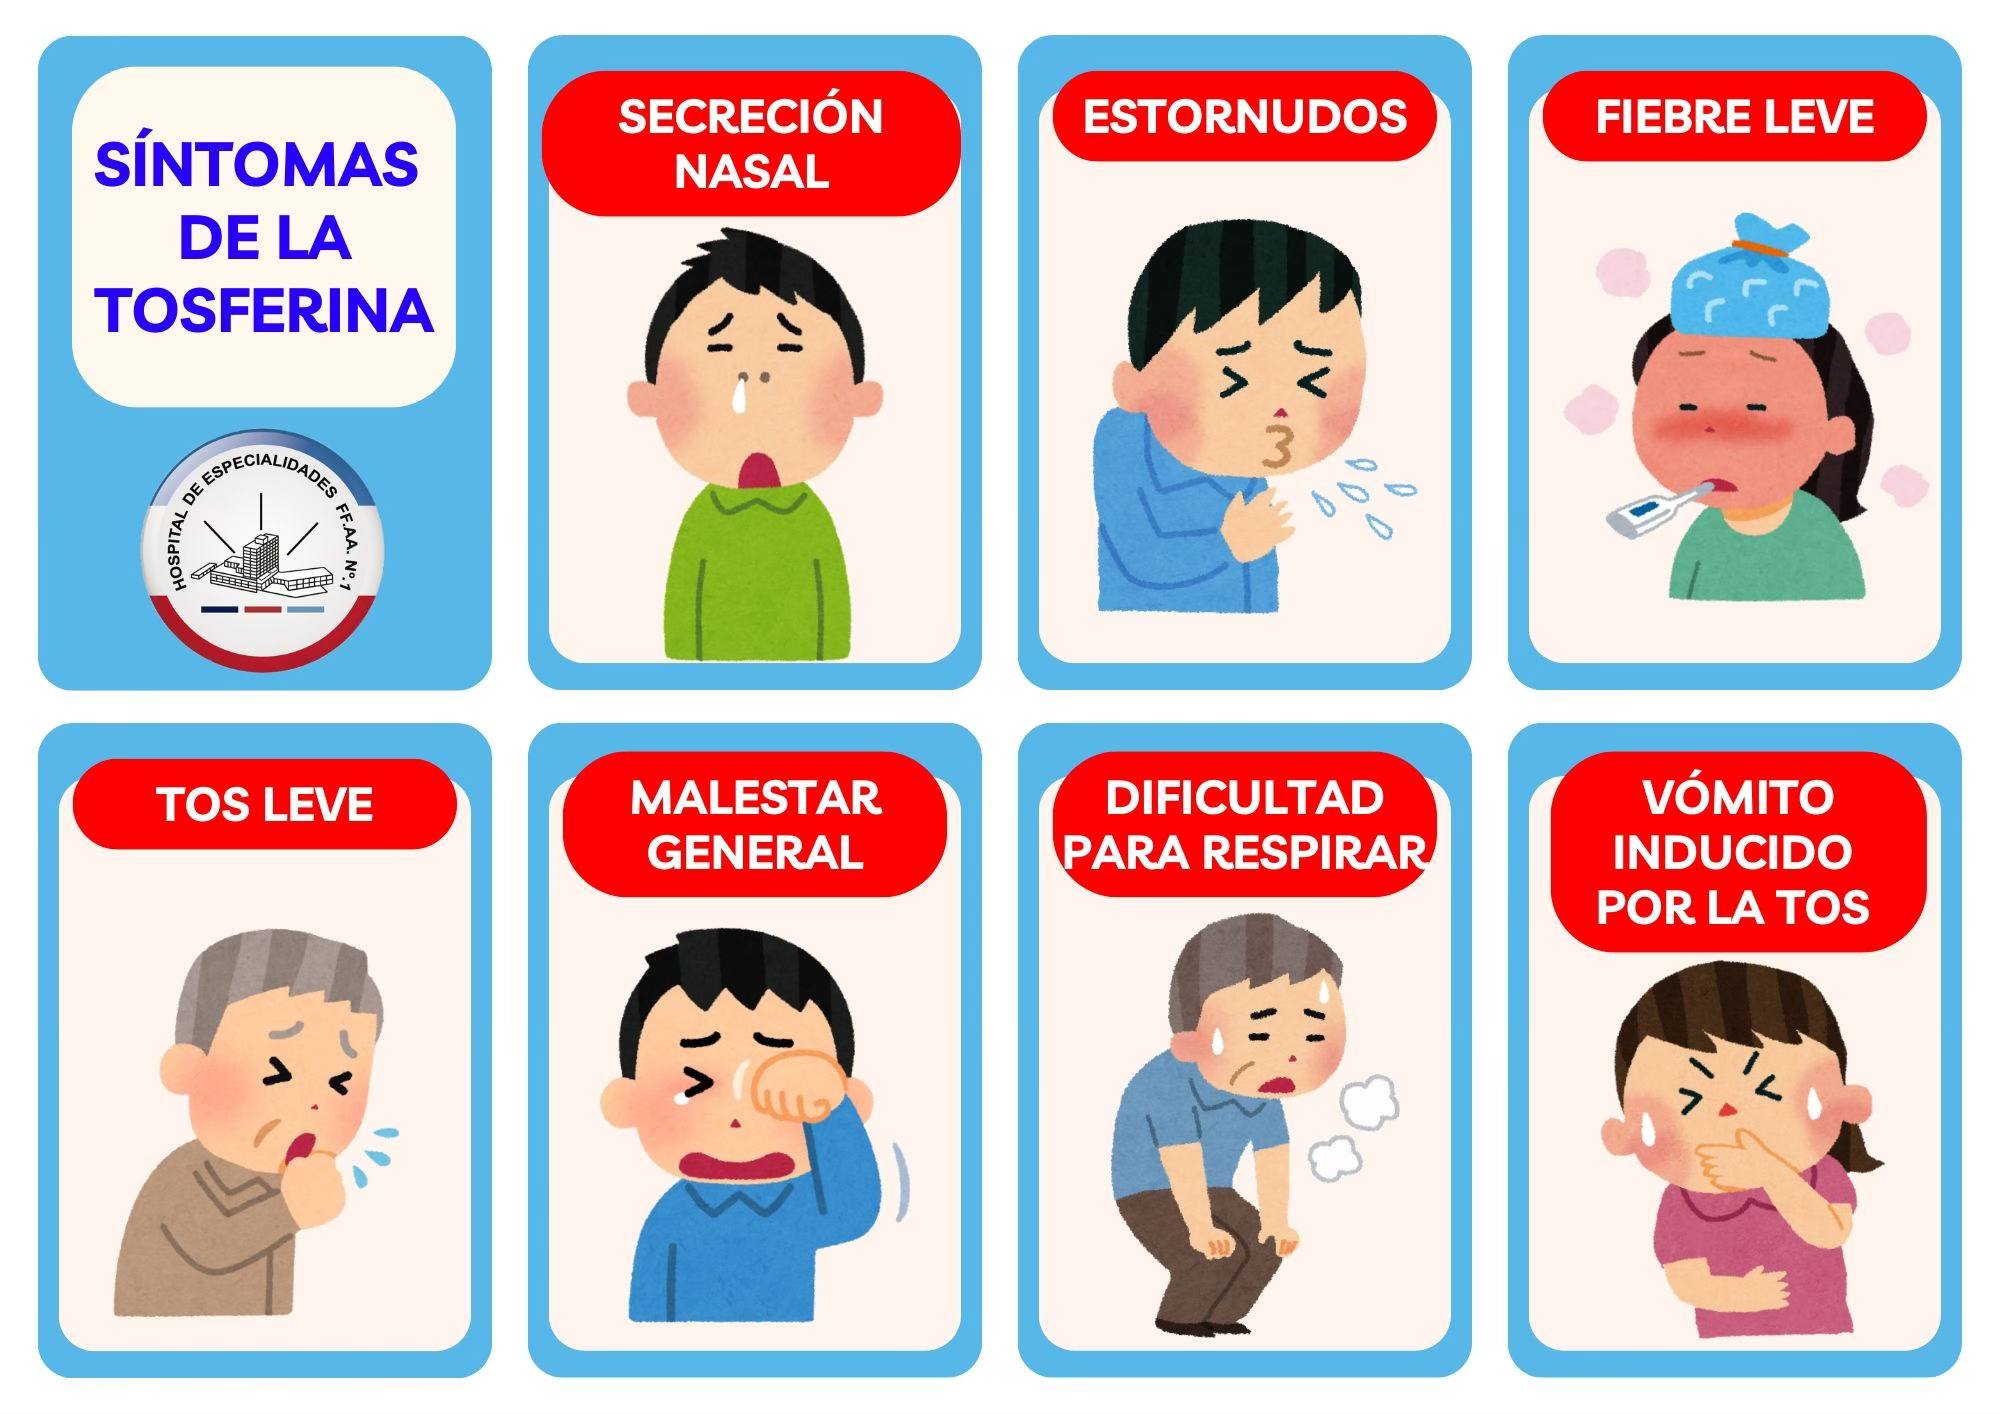 SÍNTOMAS
DE LA
TOSFERINA
HOSPITAL DE ESPECIALIDADES FF.AA. Nº.1
SECRECIÓN
NASAL
ESTORNUDOS
FIEBRE LEVE
TOS LEVE
MALESTAR
GENERAL
DIFICULTAD
PARA RESPIRAR
VÓMITO
INDUCIDO
POR LA TOS